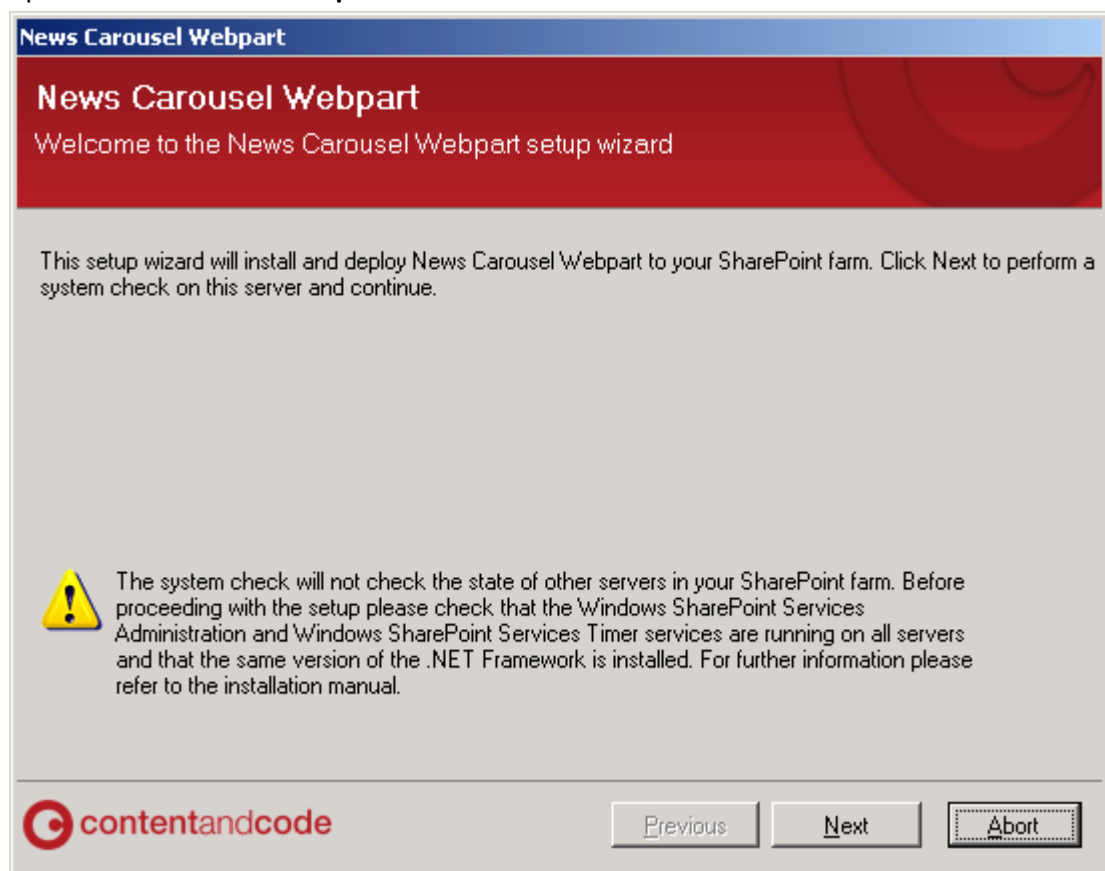 News Carousel Webpart
News Carousel Webpart
Welcome to the News Carousel Webpart setup wizard
This setup wizard will install and deploy News Carousel Webpart to your SharePoint farm. Click Next to perform a
system check on this server and continue.
The system check will not check the state of other servers in your SharePoint farm. Before
proceeding with the setup please check that the Windows SharePoint Services
Administration and Windows SharePoint Services Timer services are running on all servers
and that the same version of the .NET Framework is installed. For further information please
refer to the installation manual.
contentandcode
Previous Next Abort